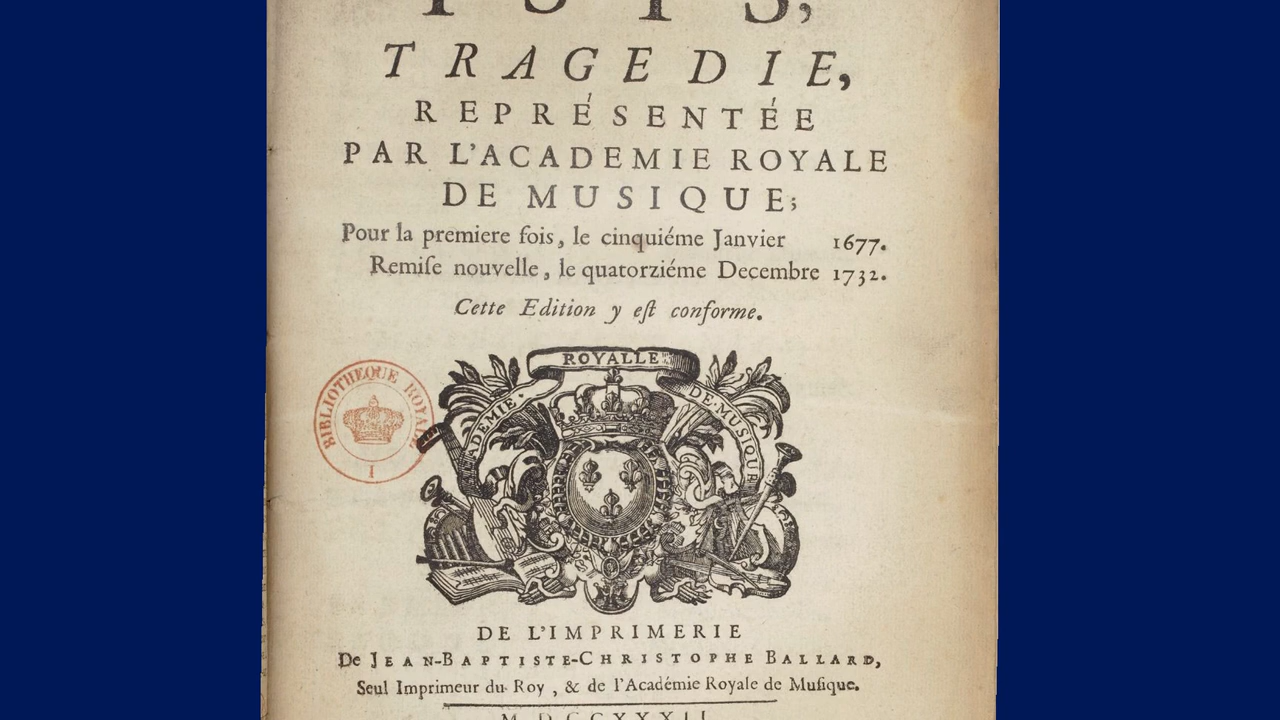 ISIS,
TRAGEDIE,
REPRÉSENTÉE
PAR L'ACADEMIE ROYALE
DE MUSIQUE;
Pour la premiere fois, le cinquiéme Janvier 1677.
Remiſe nouvelle, le quatorziéme Decembre 1732.
Cette Edition y eſt conforme.
ACADEMIE ROYALLE DE MUSIQUE
BIBLIOTHEQUE ROYALE
I
DE L'IMPRIMERIE
De JEAN-BAPTISTE-CHRISTOPHE BALLARD,
Seul Imprimeur du Roy, & de l'Académie Royale de Muſique.
M. DCCXXXII